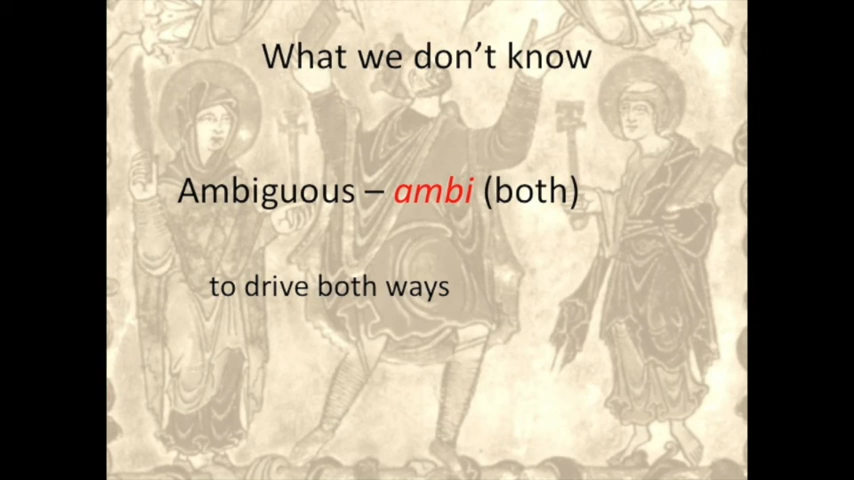 What we don’t know
Ambiguous – ambi (both)
to drive both ways